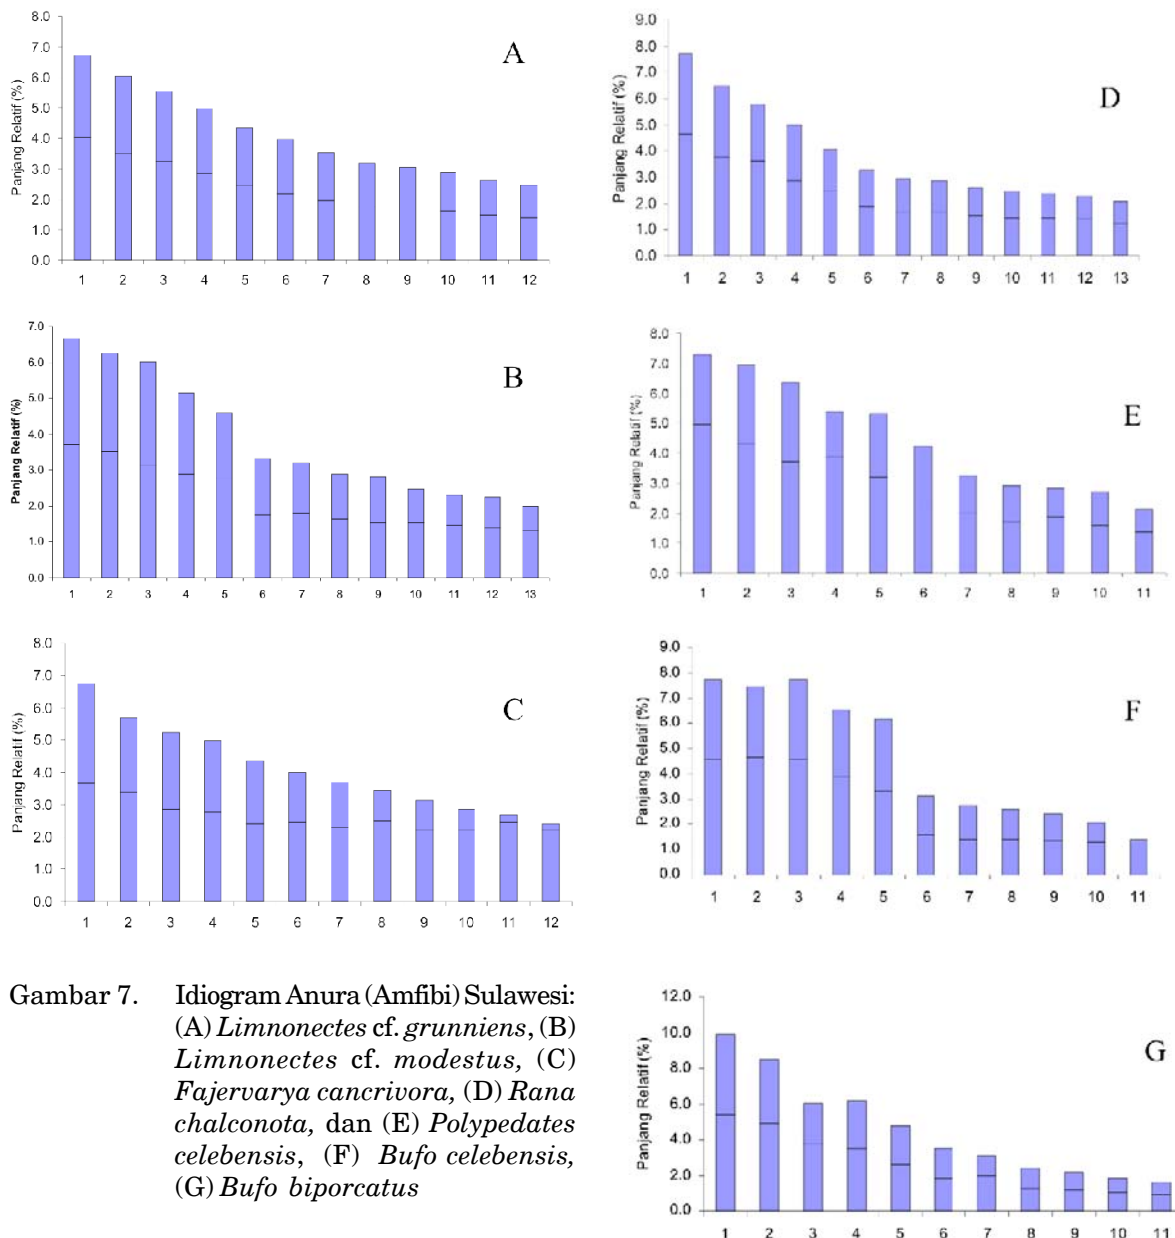 8.0
7.0
6.0
5.0
4.0
3.0
2.0
1.0
0.0
Panjang Relatif (%)
A
1 2 3 4 5 6 7 8 9 10 11 12
7.0
6.0
5.0
4.0
3.0
2.0
1.0
0.0
Panjang Relatif (%)
B
1 2 3 4 5 6 7 8 9 10 11 12 13
8.0
7.0
6.0
5.0
4.0
3.0
2.0
1.0
0.0
Panjang Relatif (%)
C
1 2 3 4 5 6 7 8 9 10 11 12
9.0
8.0
7.0
6.0
5.0
4.0
3.0
2.0
1.0
0.0
Panjang Relatif (%)
D
1 2 3 4 5 6 7 8 9 10 11 12 13
8.0
7.0
6.0
5.0
4.0
3.0
2.0
1.0
0.0
Panjang Relatif (%)
E
1 2 3 4 5 6 7 8 9 10 11
9.0
8.0
7.0
6.0
5.0
4.0
3.0
2.0
1.0
0.0
Panjang Relatif (%)
F
1 2 3 4 5 6 7 8 9 10 11
12.0
10.0
8.0
6.0
4.0
2.0
0.0
Panjang Relatif (%)
G
1 2 3 4 5 6 7 8 9 10 11
Gambar 7. Idiogram Anura (Amfibi) Sulawesi:
(A) Limnonectes cf. grunniens, (B)
Limnonectes cf. modestus, (C)
Fajervarya cancrivora, (D) Rana
chalconota, dan (E) Polypedates
celebensis, (F) Bufo celebensis,
(G) Bufo biporcatus